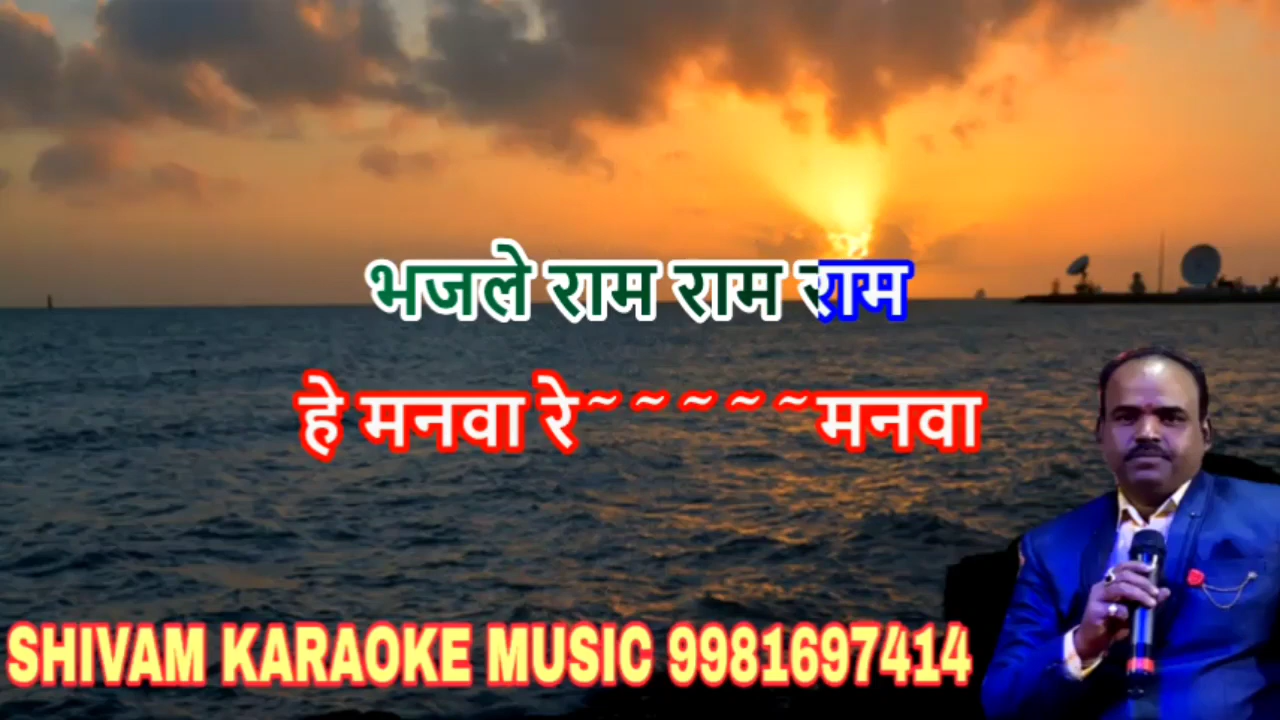 भजले राम राम राम
हे मनवा रे~ ~ ~ ~ ~मनवा
SHIVAM KARAOKE MUSIC 9981697414